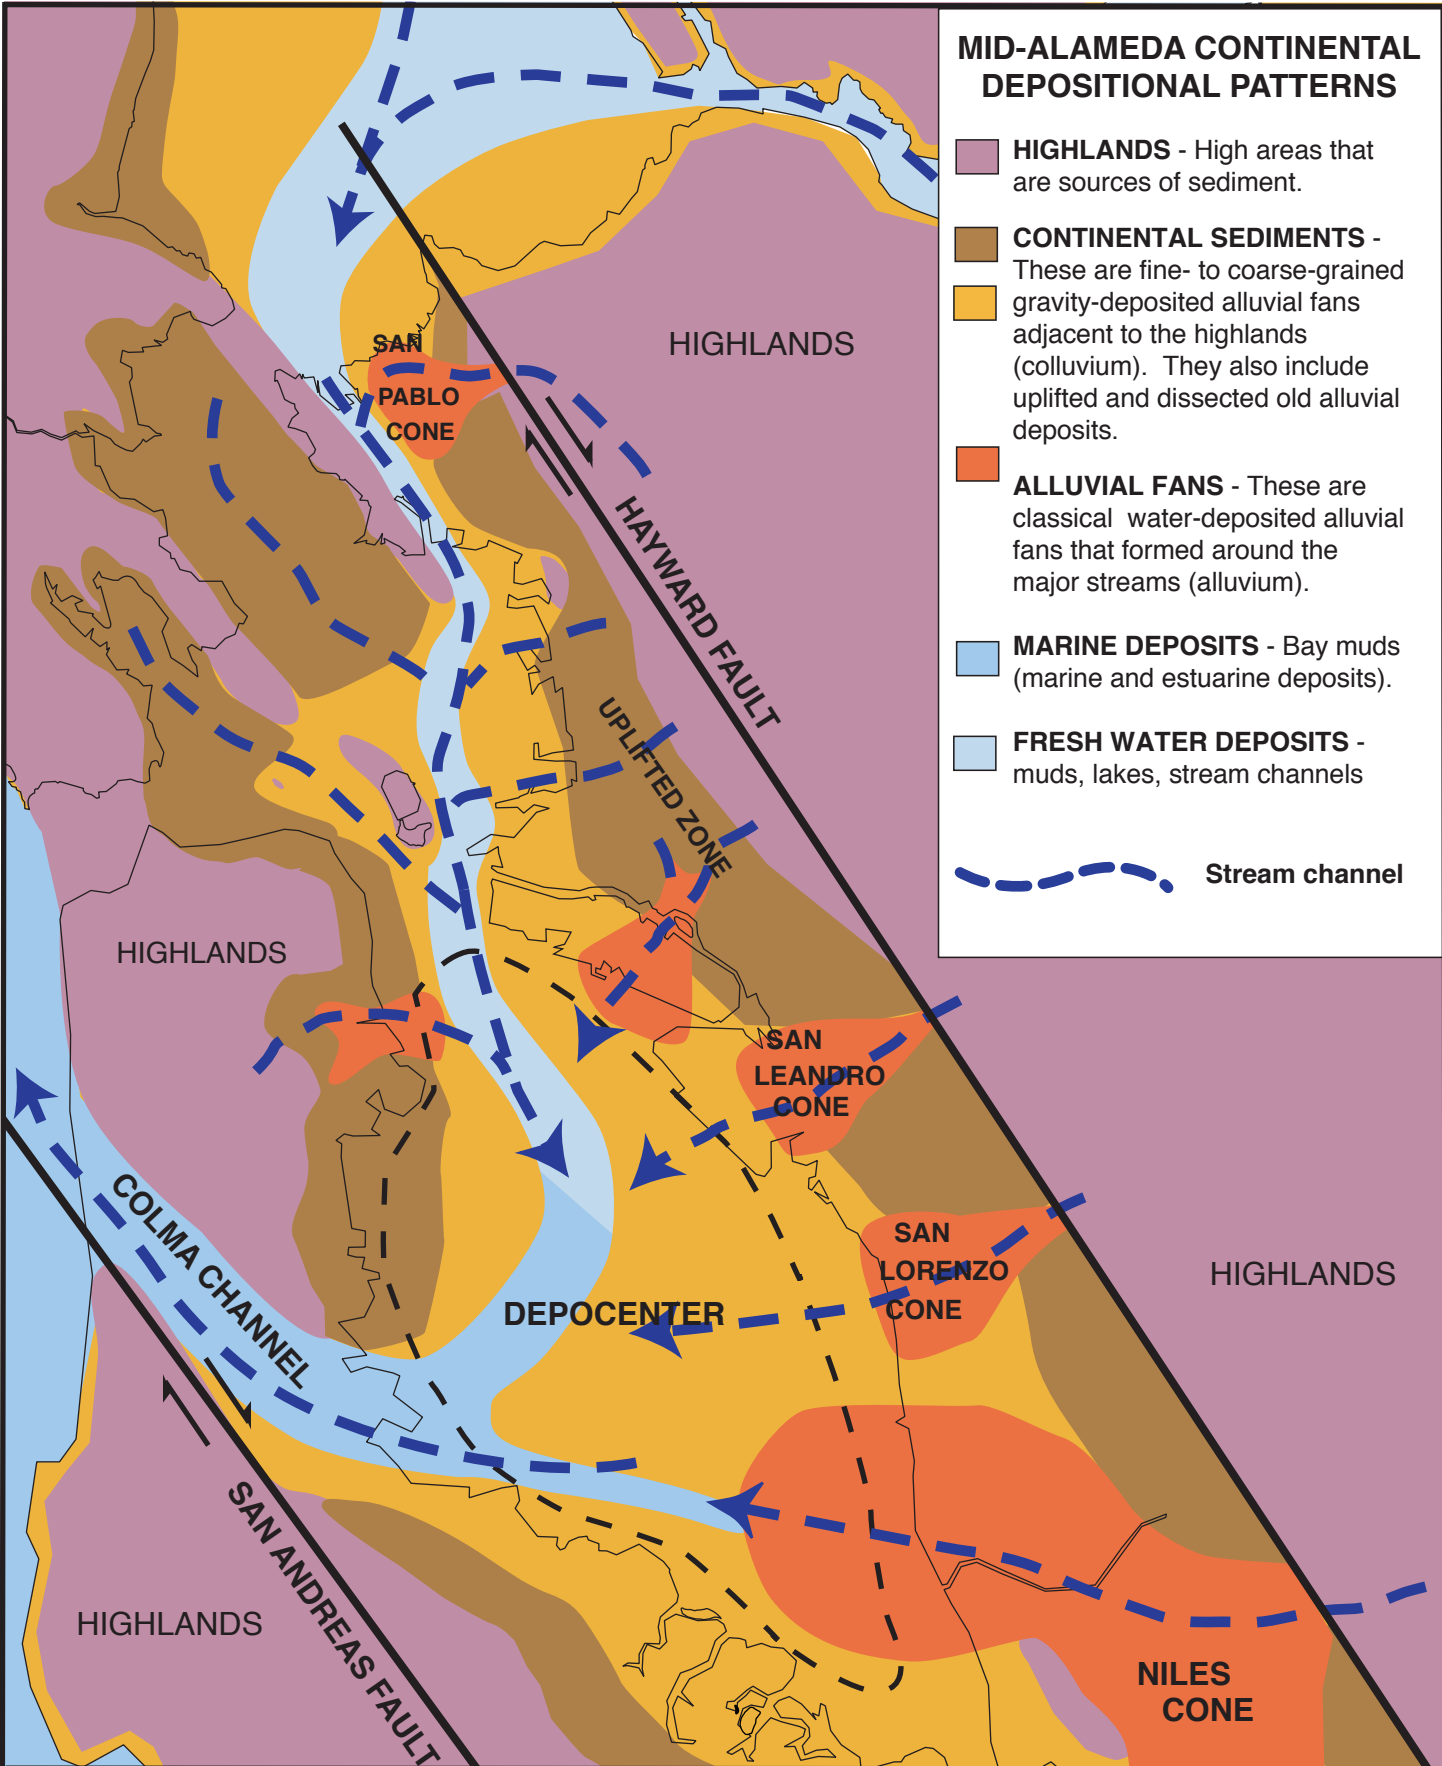 MID-ALAMEDA CONTINENTAL
DEPOSITIONAL PATTERNS
HIGHLANDS - High areas that
are sources of sediment.
CONTINENTAL SEDIMENTS -
These are fine- to coarse-grained
gravity-deposited alluvial fans
adjacent to the highlands
(colluvium). They also include
uplifted and dissected old alluvial
deposits.
ALLUVIAL FANS - These are
classical water-deposited alluvial
fans that formed around the
major streams (alluvium).
MARINE DEPOSITS - Bay muds
(marine and estuarine deposits).
FRESH WATER DEPOSITS -
muds, lakes, stream channels
Stream channel
HIGHLANDS
SAN
PABLO
CONE
HAYWARD FAULT
UPLIFTED ZONE
HIGHLANDS
SAN
LEANDRO
CONE
COLMA CHANNEL
SAN
LORENZO
CONE
HIGHLANDS
DEPOCENTER
SAN ANDREAS FAULT
HIGHLANDS
NILES
CONE